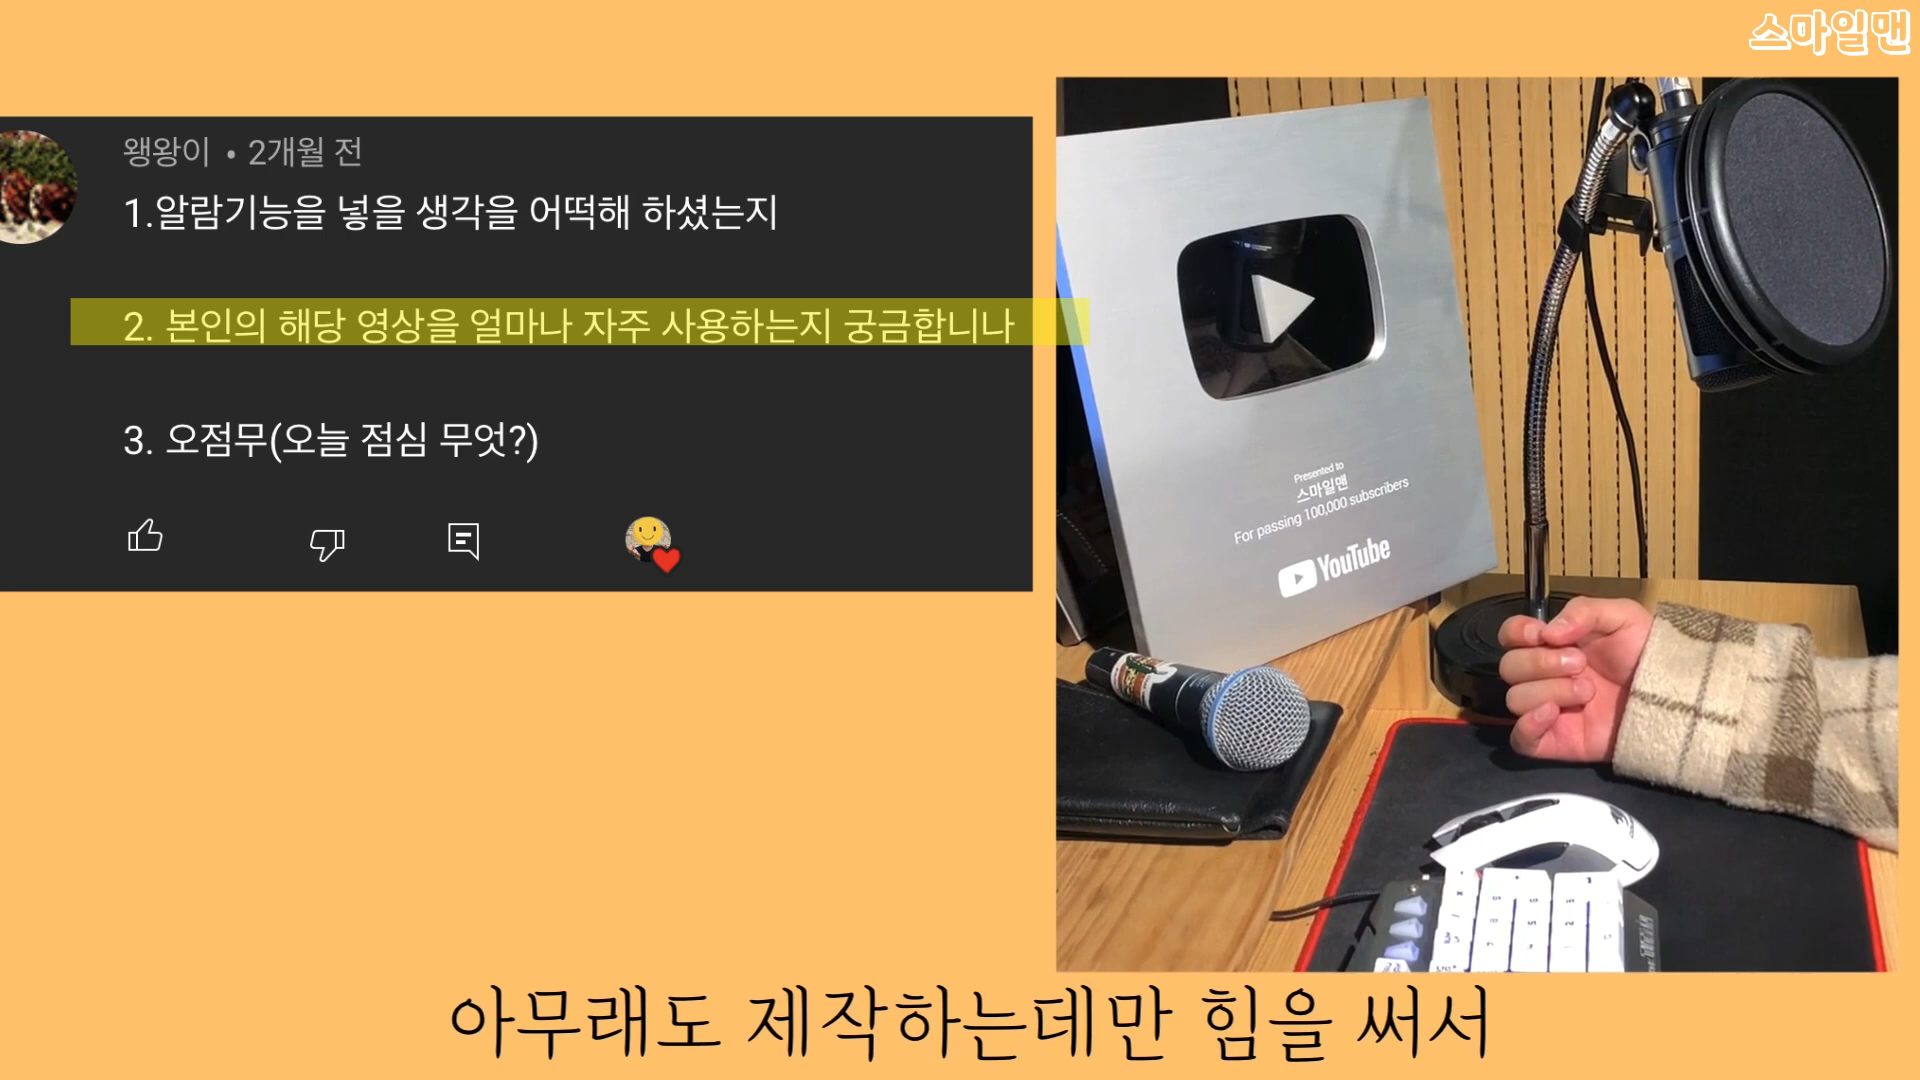 스마일맨
왱왕이 • 2개월 전
1.알람기능을 넣을 생각을 어떡해 하셨는지
2. 본인의 해당 영상을 얼마나 자주 사용하는지 궁금합니나
3. 오점무(오늘 점심 무엇?)
Presented to
스마일맨
For passing 100,000 subscribers
YouTube
아무래도 제작하는데만 힘을 써서